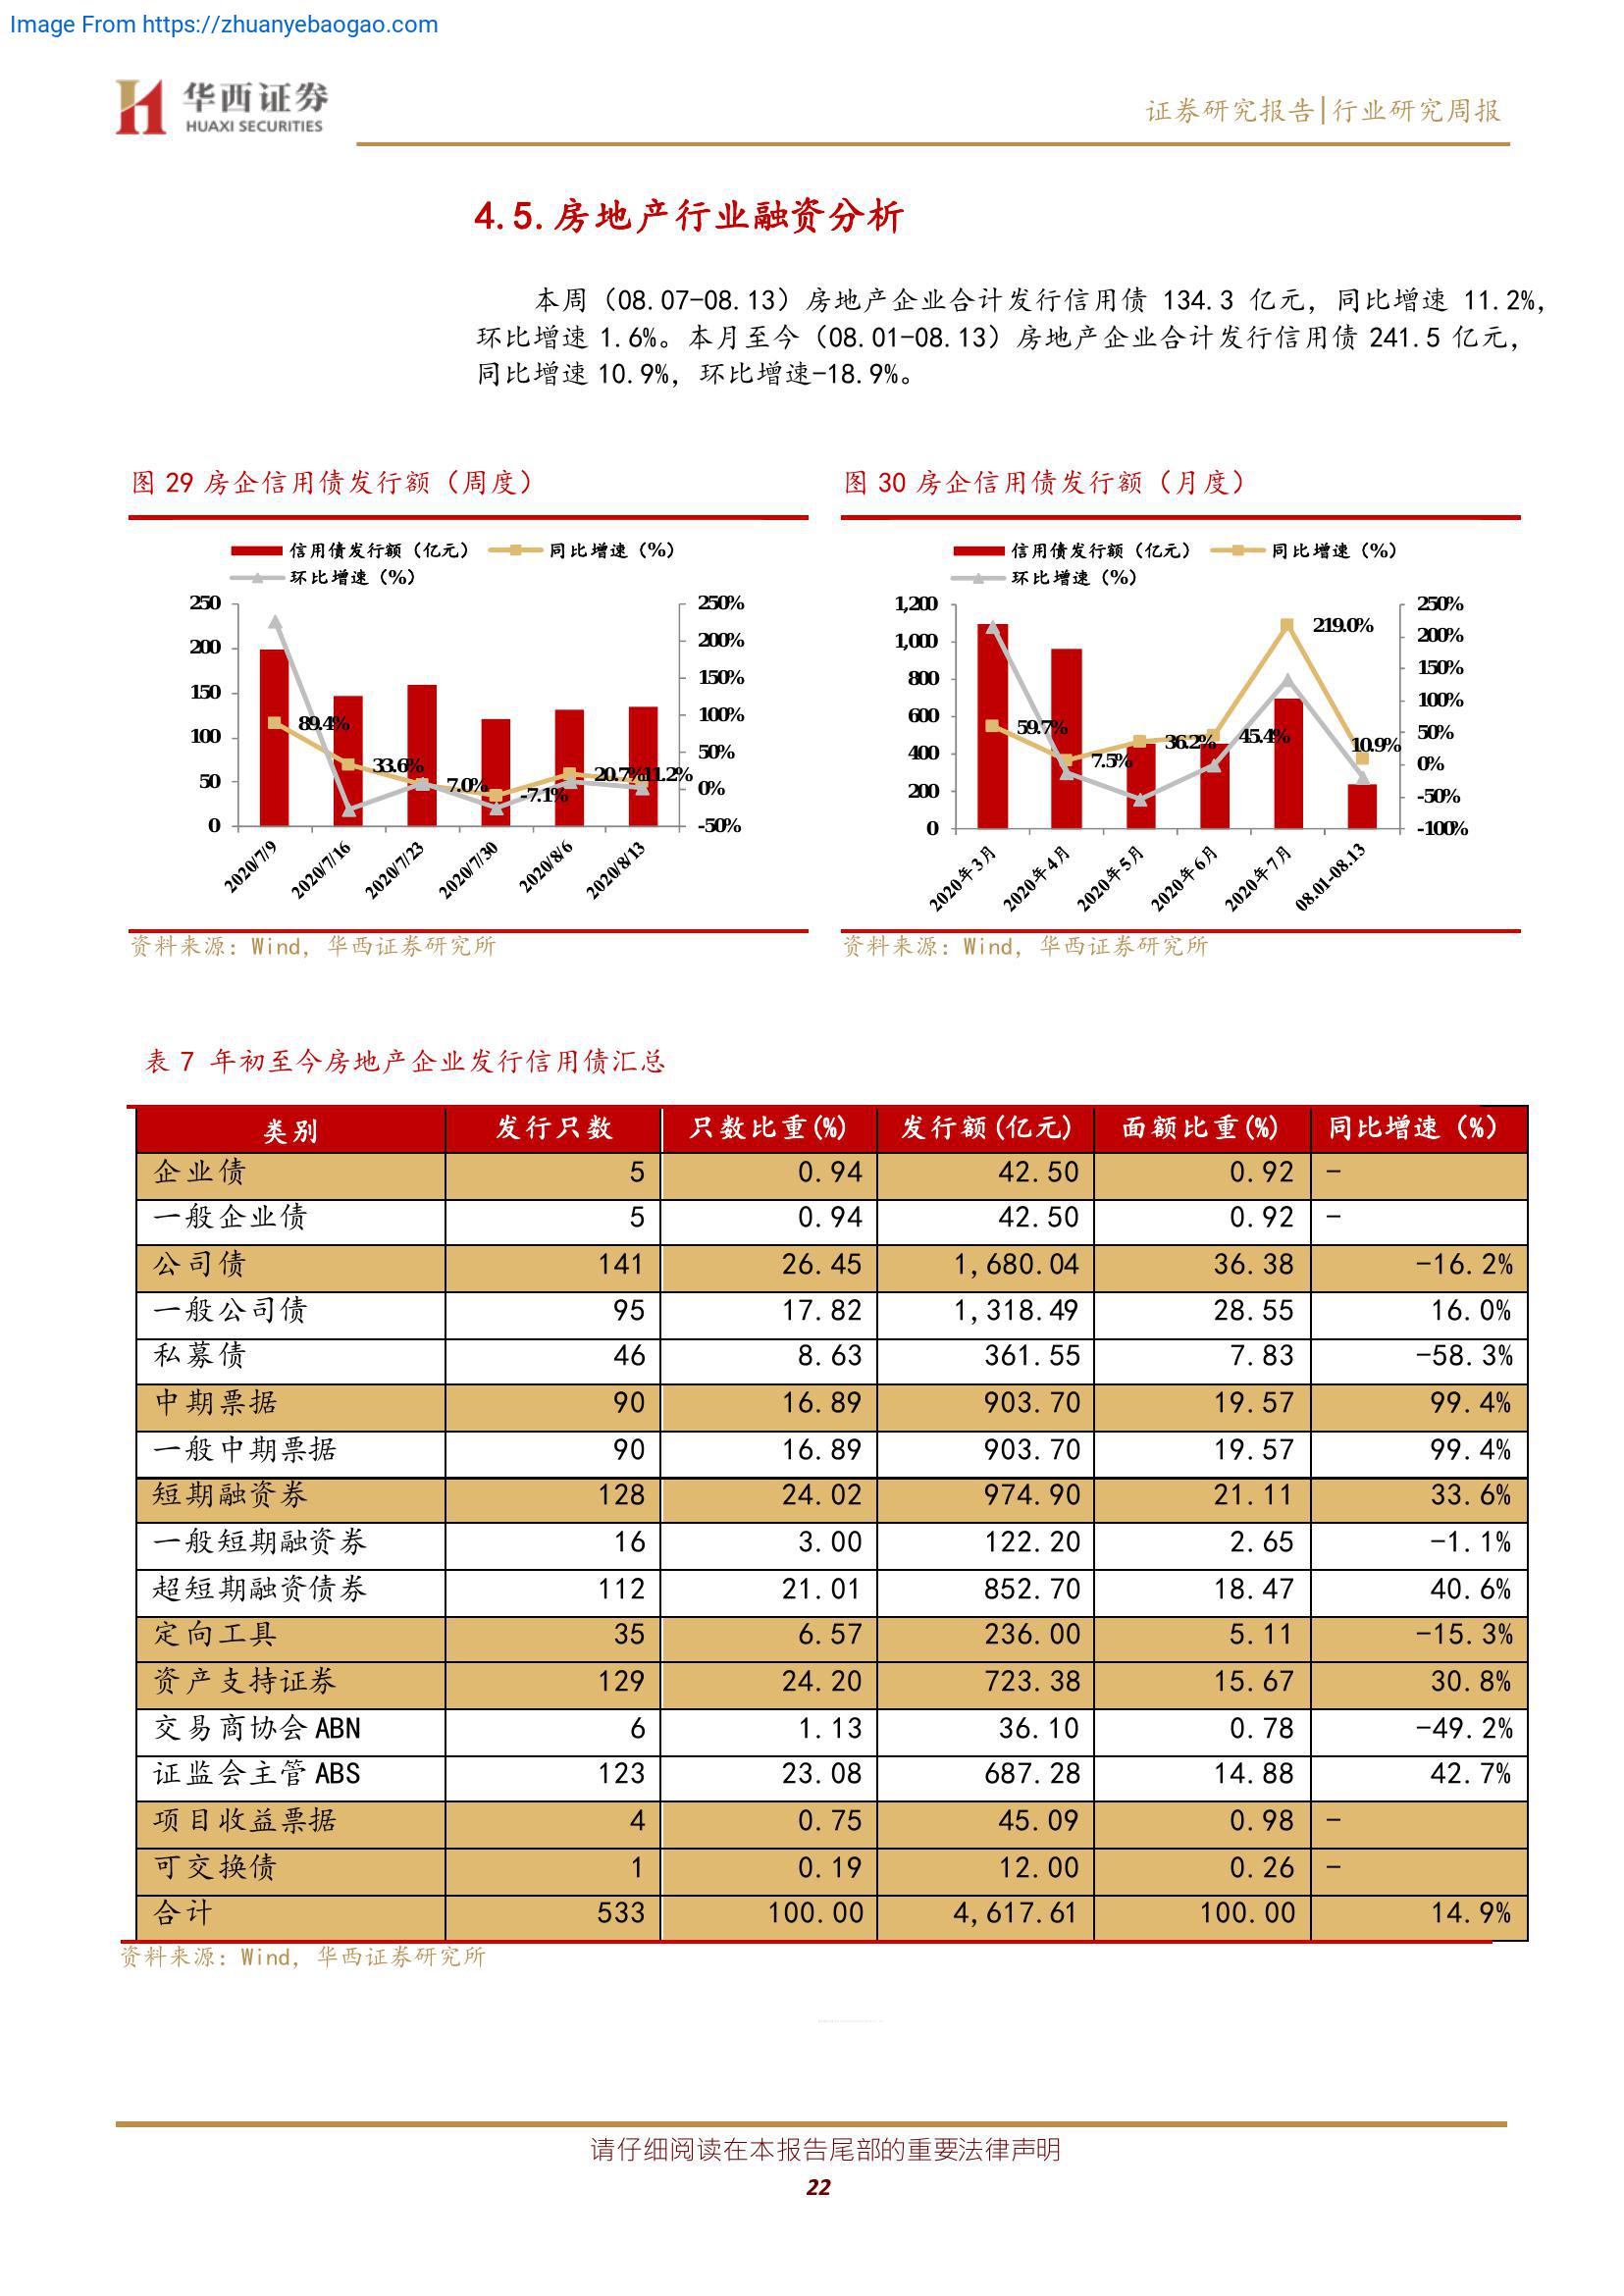 Image From https://zhuanyebaogao.com
华西证券
HUAXI SECURITIES
证券研究报告|行业研究周报
4.5.房地产行业融资分析
本周（08.07-08.13）房地产企业合计发行信用债 134.3 亿元，同比增速 11.2%，
环比增速 1.6%。本月至今（08.01-08.13）房地产企业合计发行信用债 241.5 亿元，
同比增速 10.9%，环比增速-18.9%。
图 29 房企信用债发行额（周度）
信用债发行额（亿元） 同比增速（%）
环比增速（%）
250 250%
200 200%
150 150%
100 100%
50 50%
0 0%
-50%
89.4% 33.6% 7.0% -7.1% 20.7% 11.2%
2020/7/9 2020/7/16 2020/7/23 2020/7/30 2020/8/6 2020/8/13
资料来源：Wind，华西证券研究所
图 30 房企信用债发行额（月度）
信用债发行额（亿元） 同比增速（%）
环比增速（%）
1,200 250%
1,000 200%
800 150%
600 100%
400 50%
200 0%
0 -50%
-100%
59.7% 7.5% 36.2% 45.4% 219.0% 10.9%
2020年3月 2020年4月 2020年5月 2020年6月 2020年7月 08.01-08.13
资料来源：Wind，华西证券研究所
表 7 年初至今房地产企业发行信用债汇总
类别 发行只数 只数比重(%) 发行额(亿元) 面额比重(%) 同比增速（%）
企业债 5 0.94 42.50 0.92 -
一般企业债 5 0.94 42.50 0.92 -
公司债 141 26.45 1,680.04 36.38 -16.2%
一般公司债 95 17.82 1,318.49 28.55 16.0%
私募债 46 8.63 361.55 7.83 -58.3%
中期票据 90 16.89 903.70 19.57 99.4%
一般中期票据 90 16.89 903.70 19.57 99.4%
短期融资券 128 24.02 974.90 21.11 33.6%
一般短期融资券 16 3.00 122.20 2.65 -1.1%
超短期融资债券 112 21.01 852.70 18.47 40.6%
定向工具 35 6.57 236.00 5.11 -15.3%
资产支持证券 129 24.20 723.38 15.67 30.8%
交易商协会 ABN 6 1.13 36.10 0.78 -49.2%
证监会主管 ABS 123 23.08 687.28 14.88 42.7%
项目收益票据 4 0.75 45.09 0.98 -
可交换债 1 0.19 12.00 0.26 -
合计 533 100.00 4,617.61 100.00 14.9%
资料来源：Wind，华西证券研究所
请仔细阅读在本报告尾部的重要法律声明
22